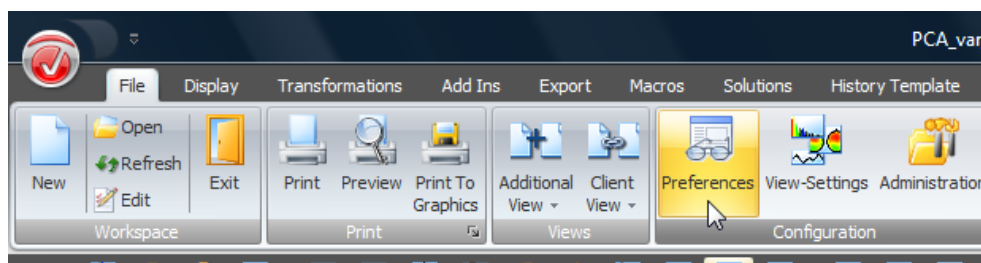 PCA_var
File Display Transformations Add Ins Export Macros Solutions History Template
New
Open
Refresh
Edit
Exit
Print
Preview
Print To
Graphics
Additional
View
Client
View
Preferences
View-Settings
Administration
Workspace
Print
Views
Configuration